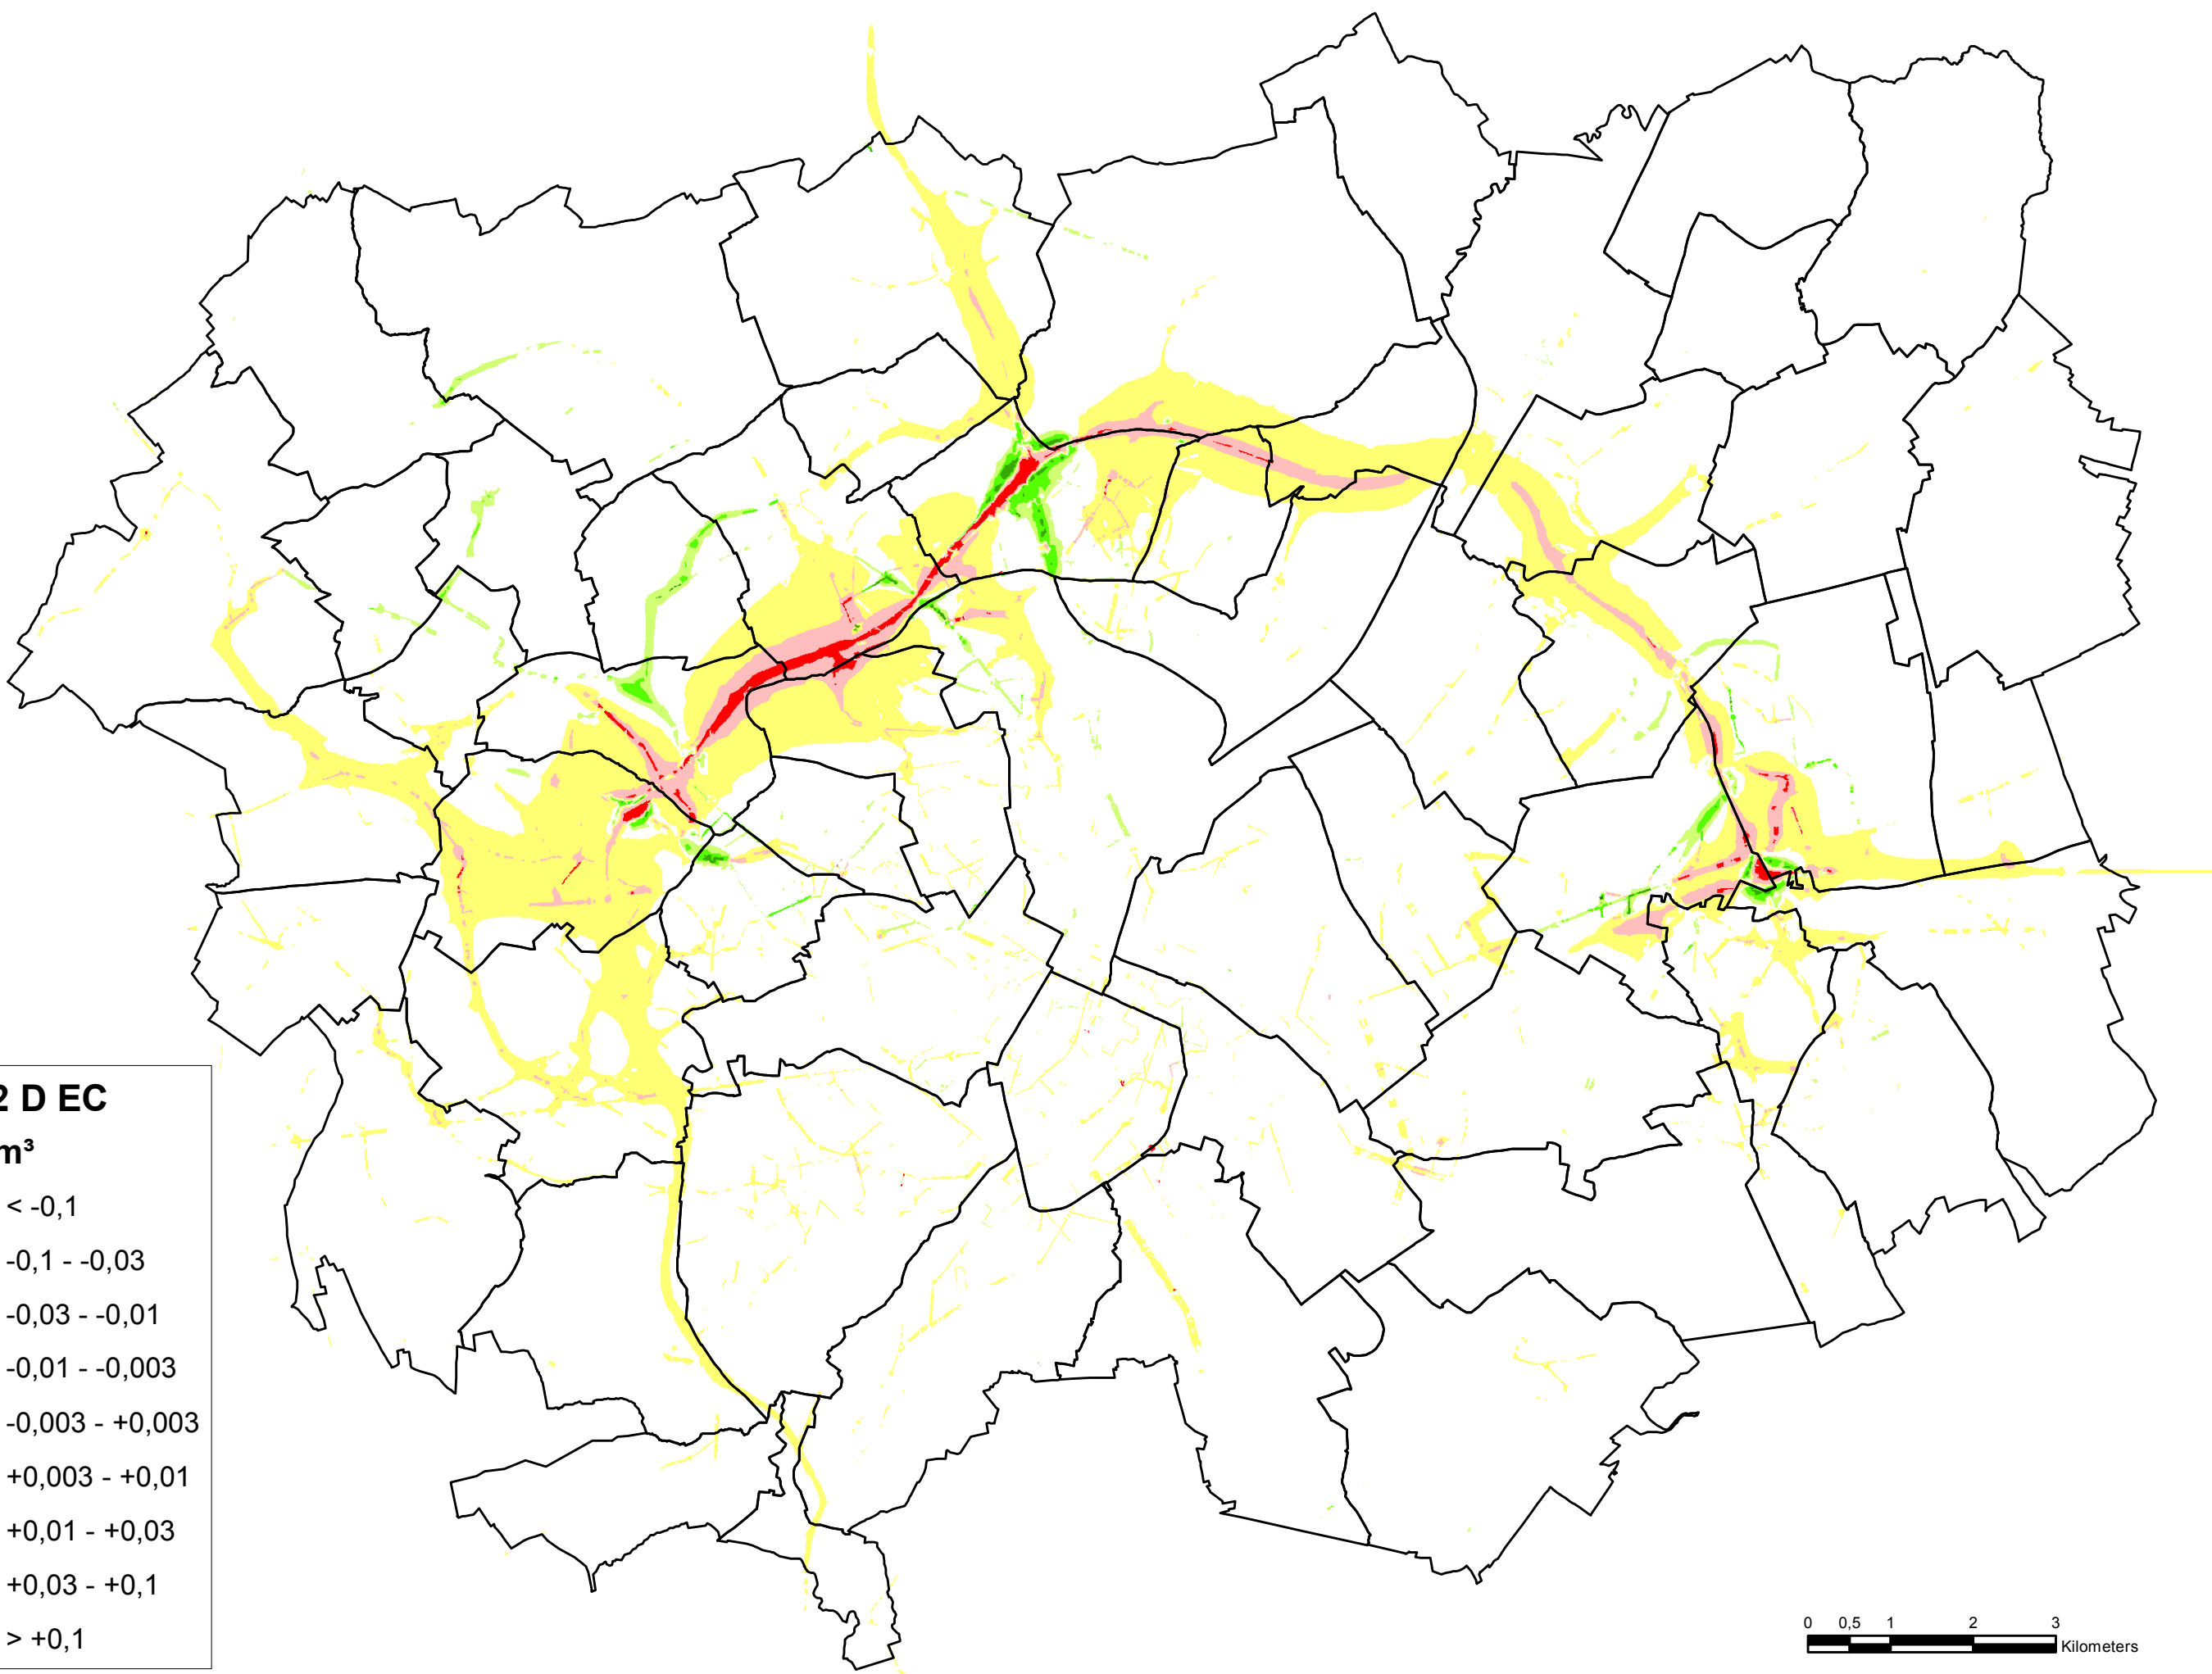 2 D EC
m³
< -0,1
-0,1 - -0,03
-0,03 - -0,01
-0,01 - -0,003
-0,003 - +0,003
+0,003 - +0,01
+0,01 - +0,03
+0,03 - +0,1
> +0,1
0 0,5 1 2 3
Kilometers